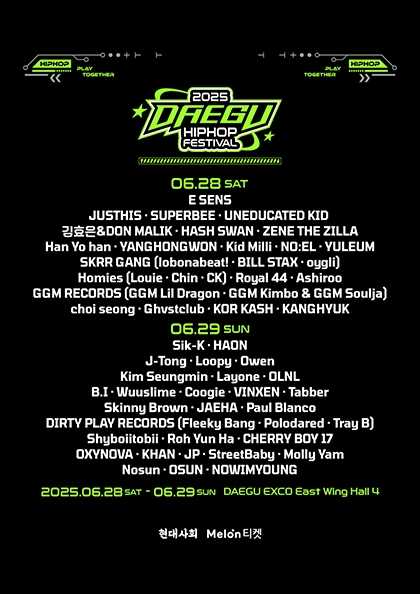 HIPHOP
PLAY
TOGETHER
HIPHOP
PLAY
TOGETHER
2025
DAEGU
HIPHOP
FESTIVAL
06.28 SAT
E SENS
JUSTHIS · SUPERBEE · UNEDUCATED KID
김효은&DON MALIK · HASH SWAN · ZENE THE ZILLA
Han Yo han · YANGHONGWON · Kid Milli · NO:EL · YULEUM
SKRR GANG (lobonabeat! · BILL STAX · oygli)
Homies (Louie · Chin · CK) · Royal 44 · Ashiroo
GGM RECORDS (GGM Lil Dragon · GGM Kimbo & GGM Soulja)
choi seong · Ghvstclub · KOR KASH · KANGHYUK
06.29 SUN
Sik-K · HAON
J-Tong · Loopy · Owen
Kim Seungmin · Layone · OLNL
B.I · Wuuslime · Coogie · VINXEN · Tabber
Skinny Brown · JAEHA · Paul Blanco
DIRTY PLAY RECORDS (Fleeky Bang · Polodared · Tray B)
Shyboiitobii · Roh Yun Ha · CHERRY BOY 17
OXYNOVA · KHAN · JP · StreetBaby · Molly Yam
Nosun · OSUN · NOWIMYOUNG
2025.06.28 SAT - 06.29 SUN DAEGU EXCO East Wing Hall 4
현대사회 Melon티켓